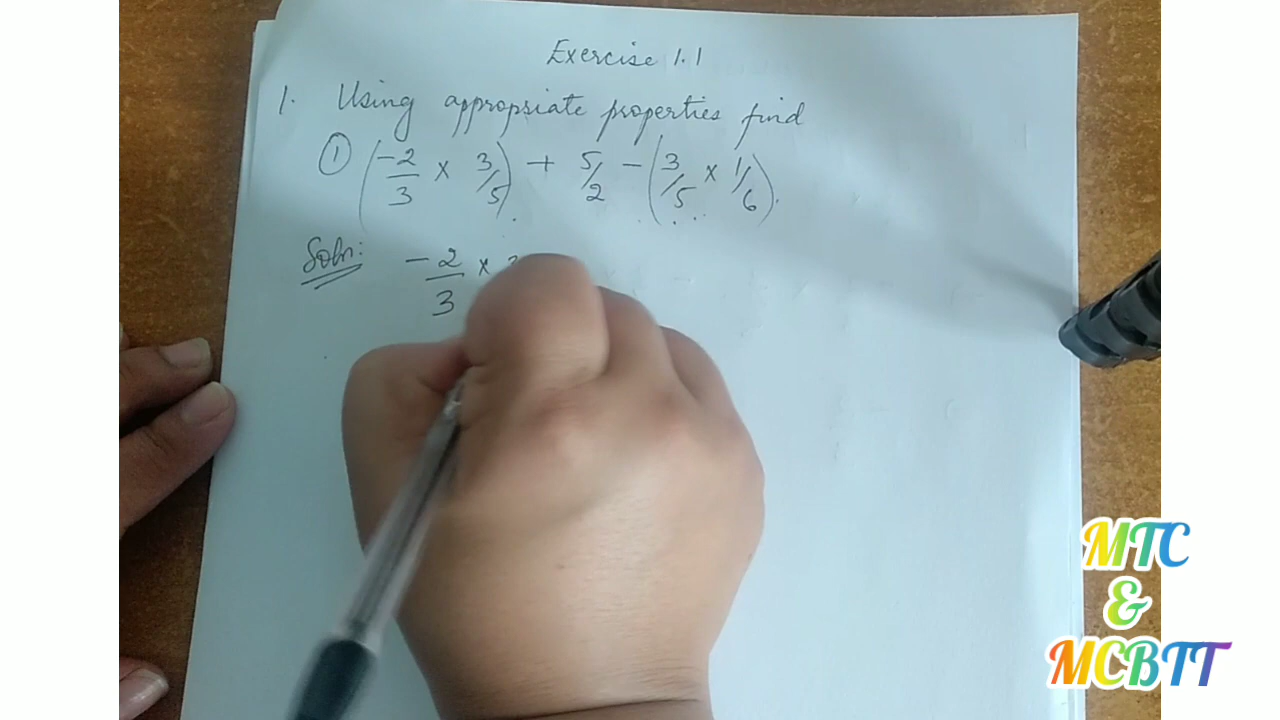 Exercise 1.1
1. Using appropriate properties find
① (-2/3 × 3/5) + 5/2 - (3/5 × 1/6).
Soln: -2/3 ×
MTC
&
MCBTT